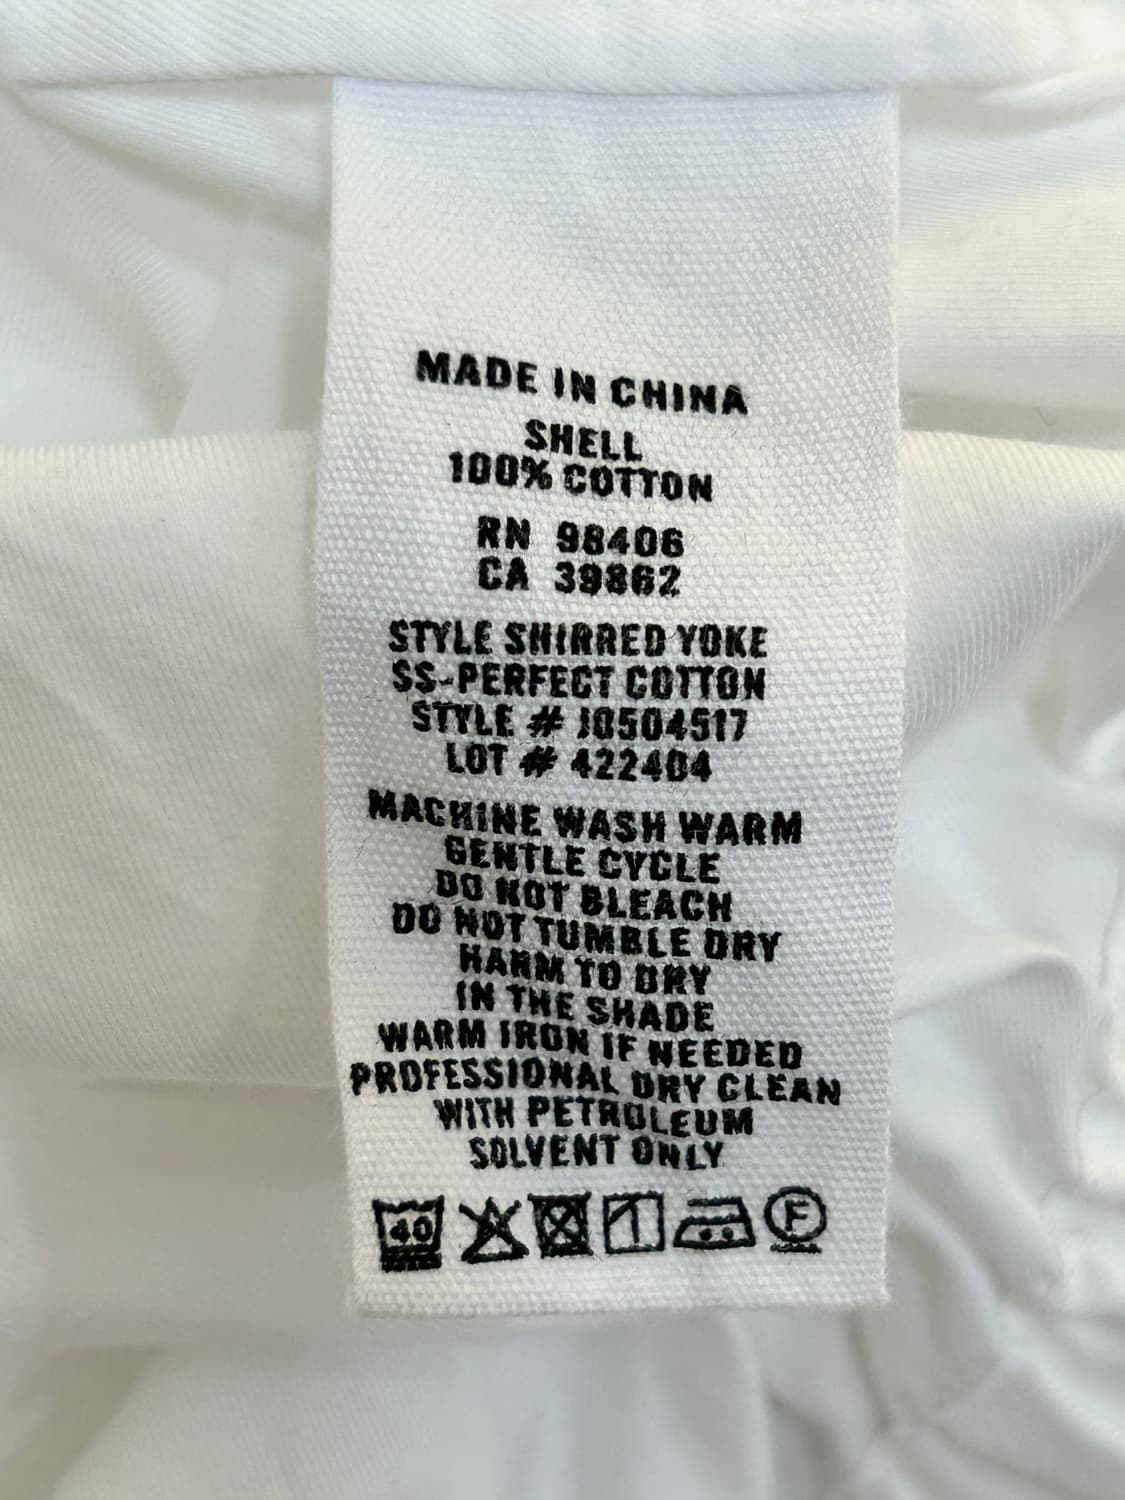 MADE IN CHINA
SHELL
100% COTTON
RN 98406
CA 39862
STYLE SHIRRED YOKE
SS-PERFECT COTTON
STYLE # J0504517
LOT # 422404
MACHINE WASH WARM
GENTLE CYCLE
DO NOT BLEACH
DO NOT TUMBLE DRY
HANM TO DRY
IN THE SHADE
WARM IRON IF NEEDED
PROFESSIONAL DRY CLEAN
WITH PETROLEUM
SOLVENT ONLY
40 F